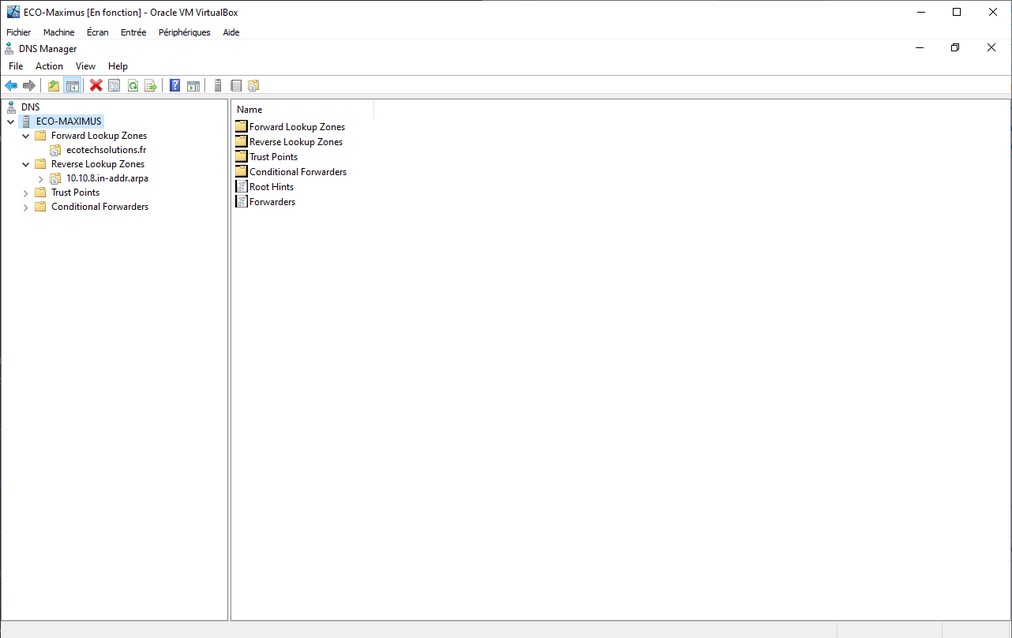 ECO-Maximus [En fonction] - Oracle VM VirtualBox
Fichier Machine Écran Entrée Périphériques Aide
DNS Manager
File Action View Help
DNS
ECO-MAXIMUS
Forward Lookup Zones
ecotechsolutions.fr
Reverse Lookup Zones
10.10.8.in-addr.arpa
Trust Points
Conditional Forwarders
Name
Forward Lookup Zones
Reverse Lookup Zones
Trust Points
Conditional Forwarders
Root Hints
Forwarders